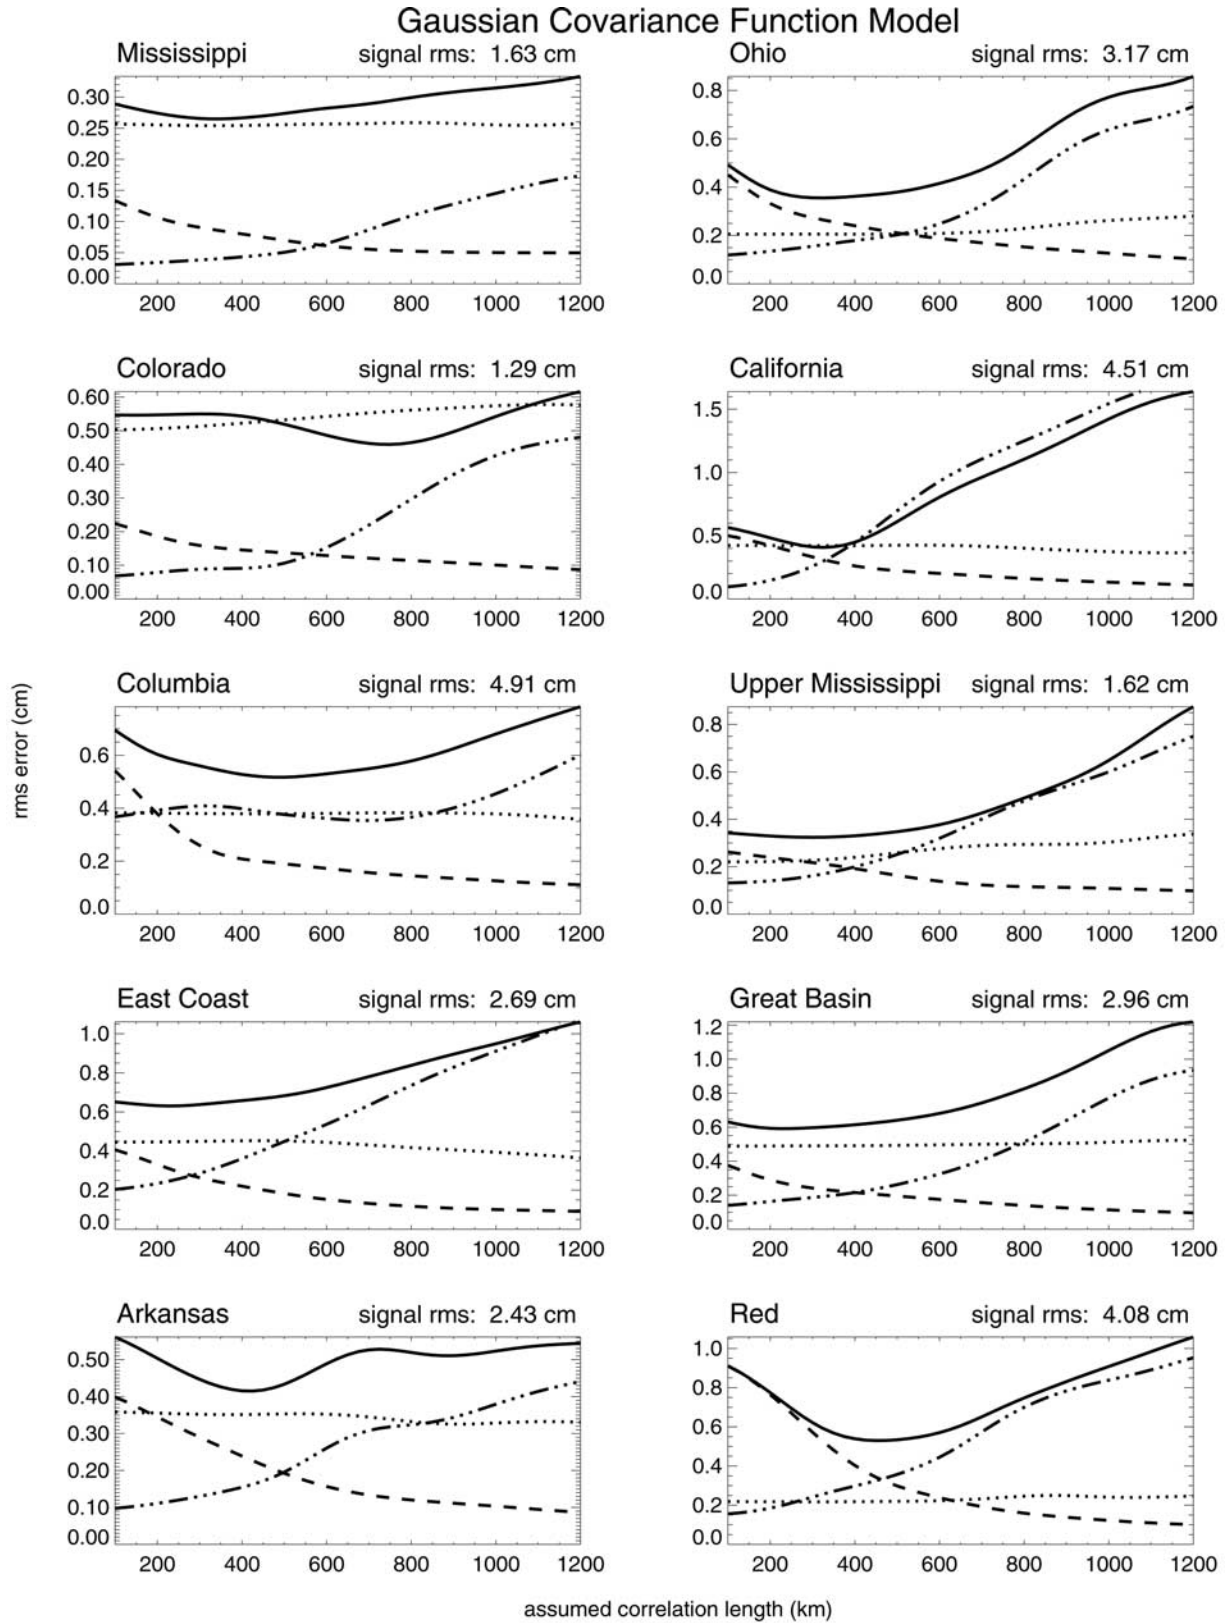 Gaussian Covariance Function Model
Mississippi signal rms: 1.63 cm
0.30
0.25
0.20
0.15
0.10
0.05
0.00
200 400 600 800 1000 1200
Ohio signal rms: 3.17 cm
0.8
0.6
0.4
0.2
0.0
200 400 600 800 1000 1200
Colorado signal rms: 1.29 cm
0.60
0.50
0.40
0.30
0.20
0.10
0.00
200 400 600 800 1000 1200
California signal rms: 4.51 cm
1.5
1.0
0.5
0.0
200 400 600 800 1000 1200
rms error (cm)
Columbia signal rms: 4.91 cm
0.6
0.4
0.2
0.0
200 400 600 800 1000 1200
Upper Mississippi signal rms: 1.62 cm
0.8
0.6
0.4
0.2
0.0
200 400 600 800 1000 1200
East Coast signal rms: 2.69 cm
1.0
0.8
0.6
0.4
0.2
0.0
200 400 600 800 1000 1200
Great Basin signal rms: 2.96 cm
1.2
1.0
0.8
0.6
0.4
0.2
0.0
200 400 600 800 1000 1200
Arkansas signal rms: 2.43 cm
0.50
0.40
0.30
0.20
0.10
0.00
200 400 600 800 1000 1200
Red signal rms: 4.08 cm
1.0
0.8
0.6
0.4
0.2
0.0
200 400 600 800 1000 1200
assumed correlation length (km)